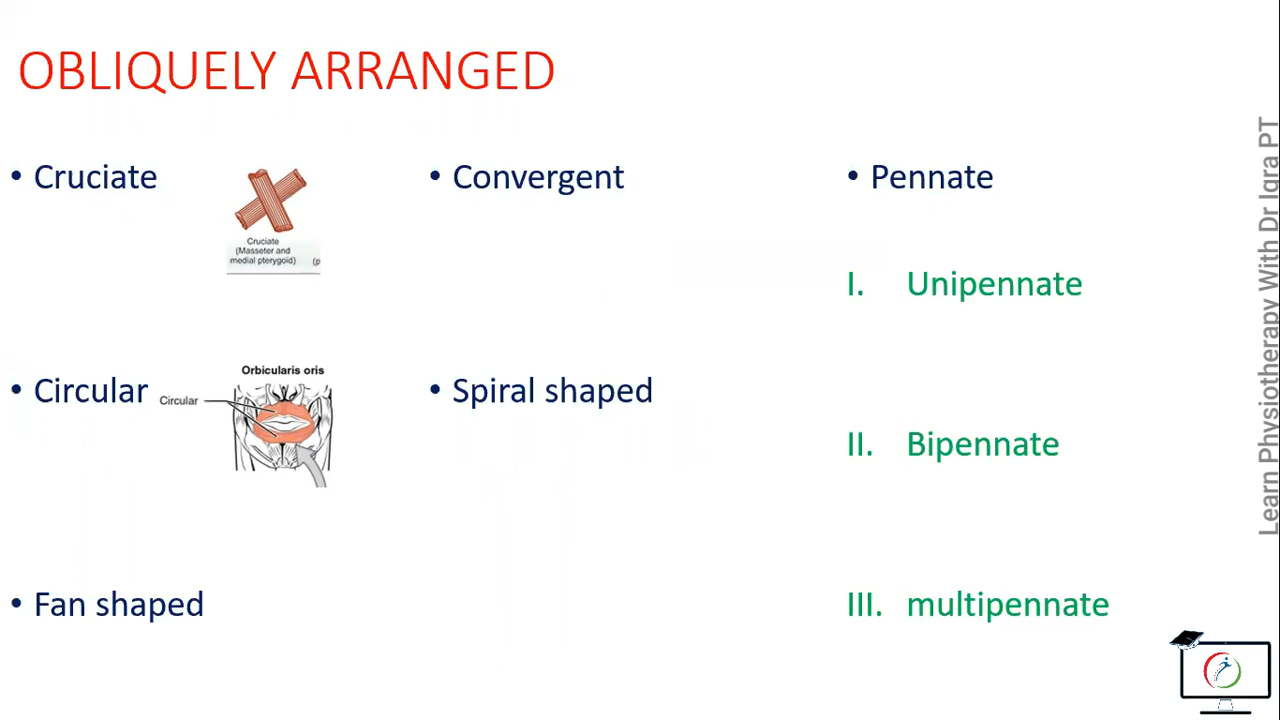 OBLIQUELY ARRANGED
• Cruciate
Cruciate
(Masseter and
medial pterygoid)
(p
• Circular
Orbicularis oris
Circular
• Fan shaped
• Convergent
• Spiral shaped
• Pennate
I. Unipennate
II. Bipennate
III. multipennate
Learn Physiotherapy With Dr Iqra PT